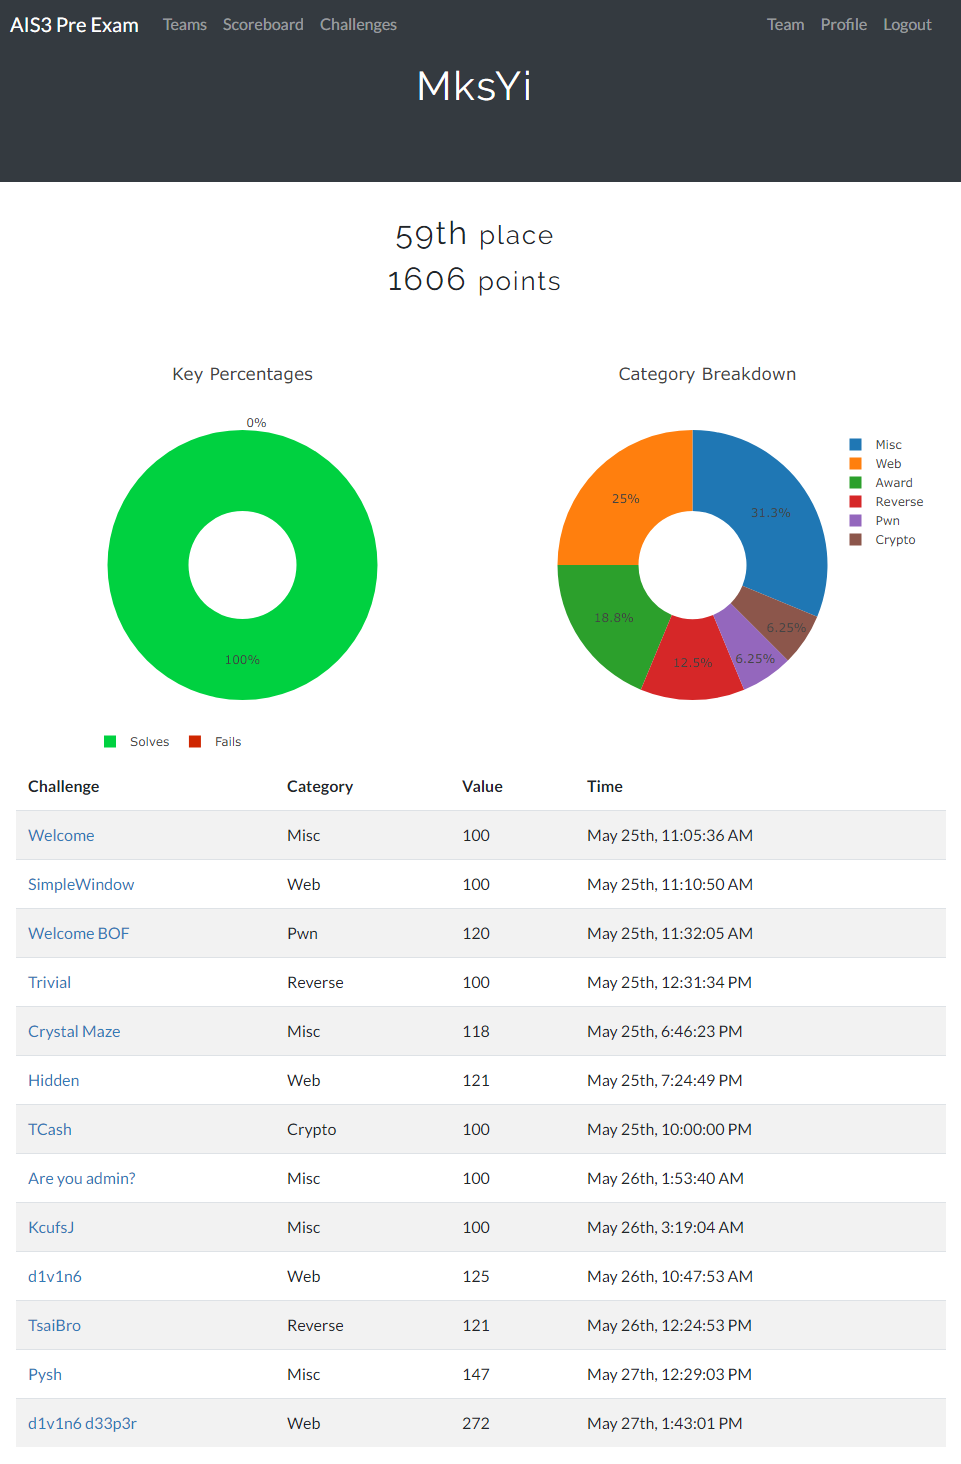 AIS3 Pre Exam Teams Scoreboard Challenges Team Profile Logout
MksYi
59th place
1606 points
Key Percentages
0%
100%
Solves Fails
Category Breakdown
25%
31.3%
18.8%
12.5%
6.25%
6.25%
Misc
Web
Award
Reverse
Pwn
Crypto
Challenge Category Value Time
Welcome Misc 100 May 25th, 11:05:36 AM
SimpleWindow Web 100 May 25th, 11:10:50 AM
Welcome BOF Pwn 120 May 25th, 11:32:05 AM
Trivial Reverse 100 May 25th, 12:31:34 PM
Crystal Maze Misc 118 May 25th, 6:46:23 PM
Hidden Web 121 May 25th, 7:24:49 PM
TCash Crypto 100 May 25th, 10:00:00 PM
Are you admin? Misc 100 May 26th, 1:53:40 AM
KcufsJ Misc 100 May 26th, 3:19:04 AM
d1v1n6 Web 125 May 26th, 10:47:53 AM
TsaiBro Reverse 121 May 26th, 12:24:53 PM
Pysh Misc 147 May 27th, 12:29:03 PM
d1v1n6 d33p3r Web 272 May 27th, 1:43:01 PM